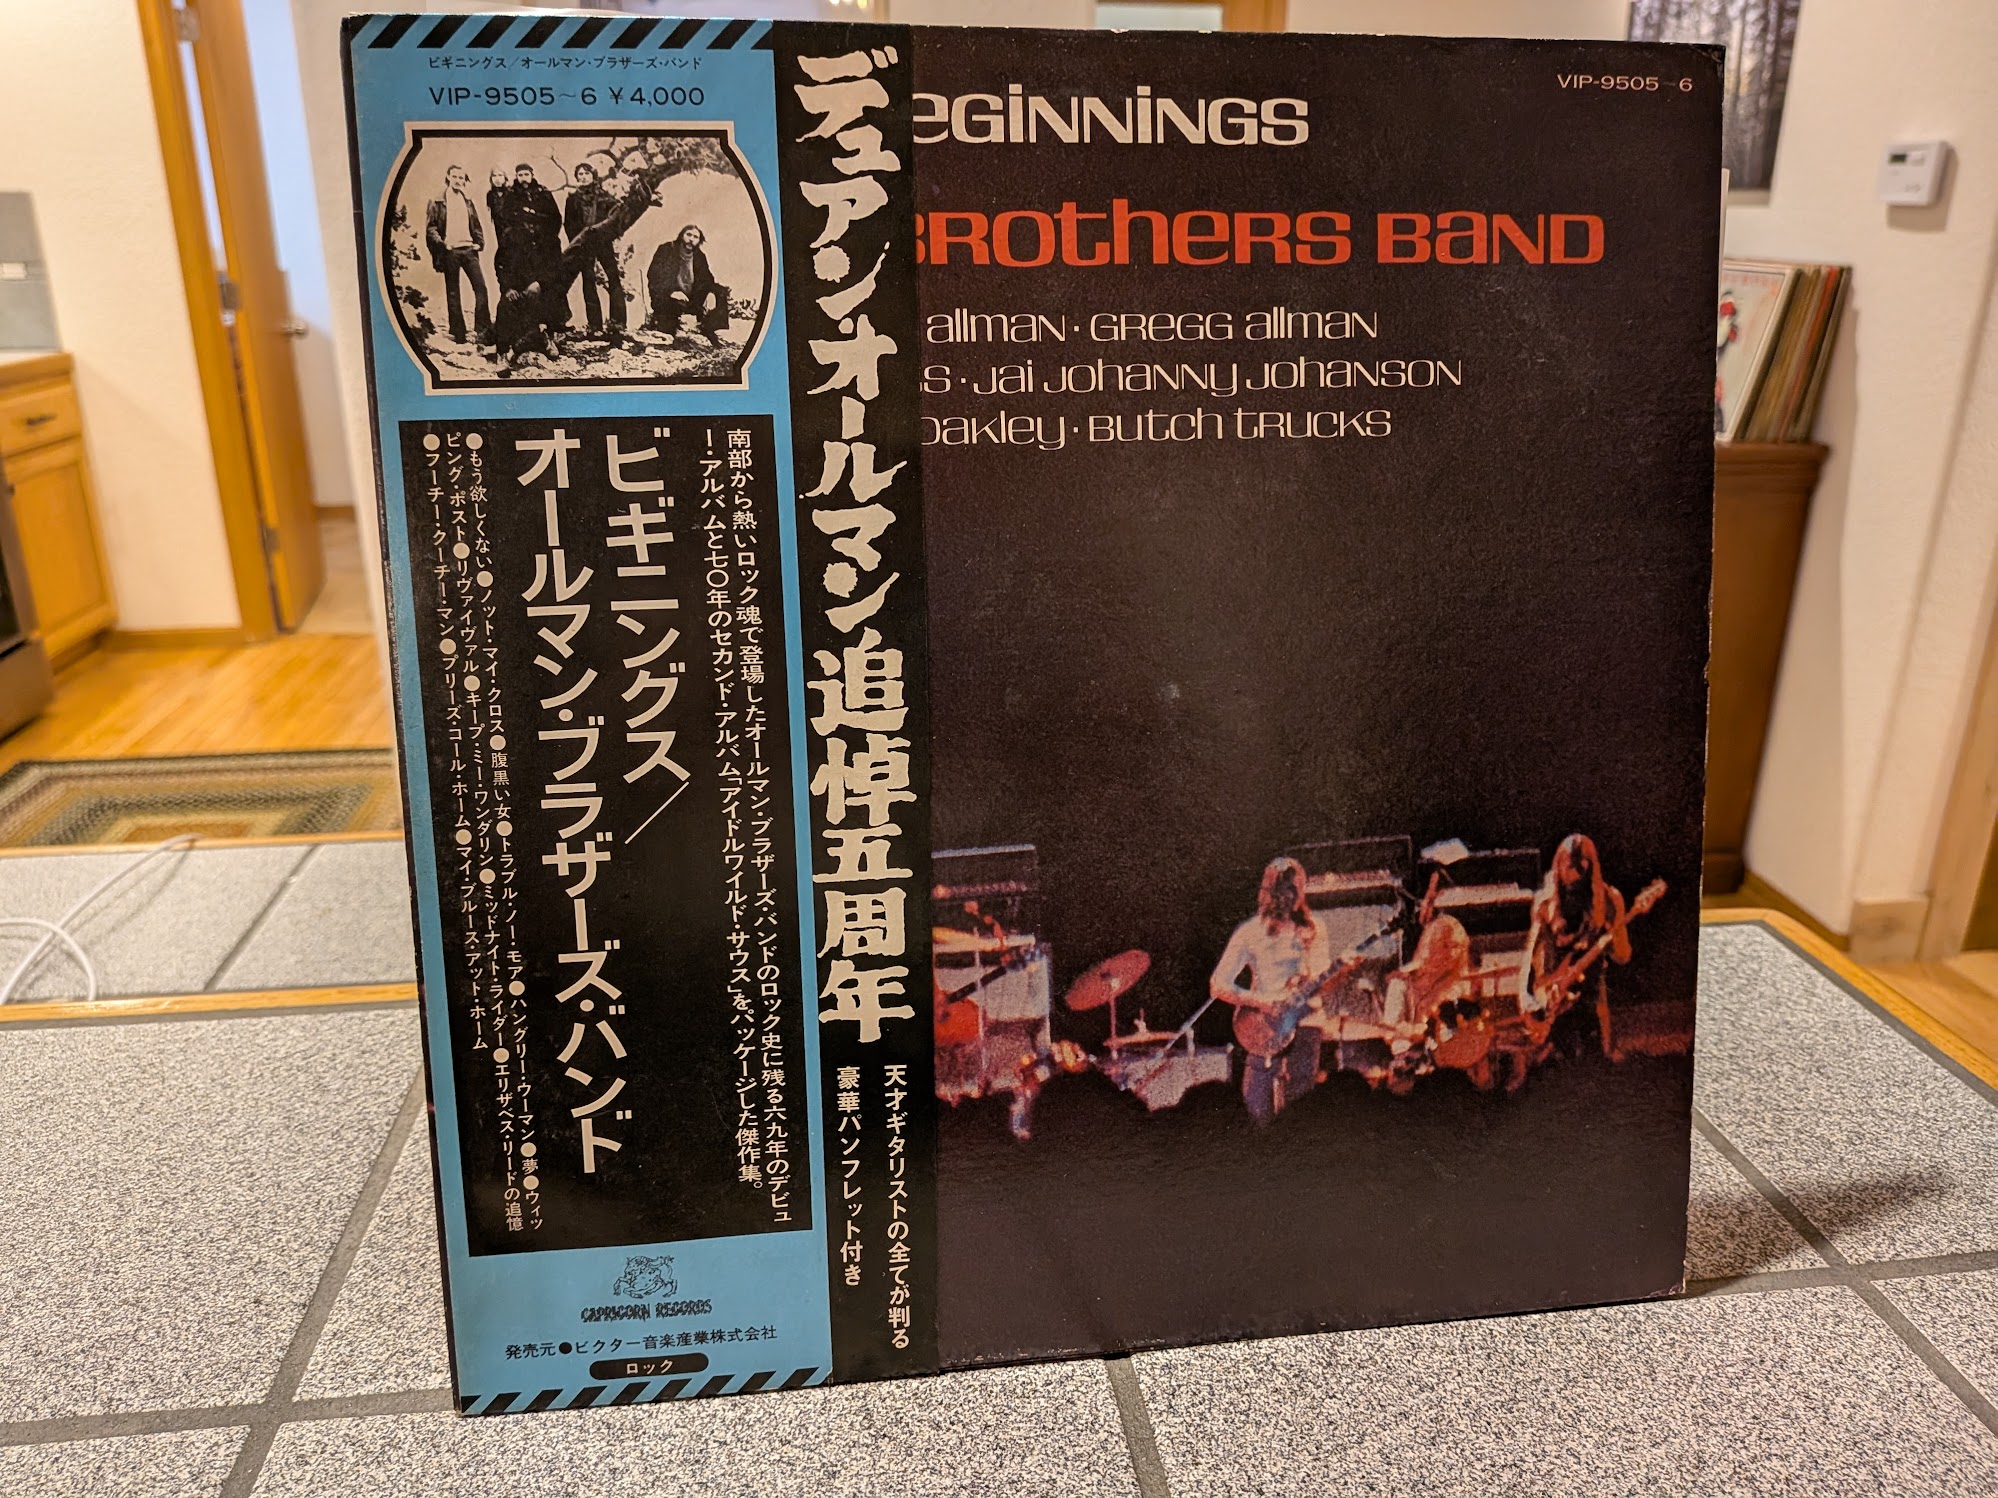 ビギニングス/オールマン・ブラザーズ・バンド
VIP-9505~6 ¥4,000
デュアン・オールマン追悼五周年
天才ギタリストの全てが判る
豪華パンフレット付き
南部から熱いロック魂で登場したオールマン・ブラザーズ・バンドのロック史に残る六九年のデビュ
ー・アルバムと七〇年のセカンド・アルバム「アイドルワイルド・サウス」をパッケージした傑作集。
ビギニングス/
オールマン・ブラザーズ・バンド
●もう欲しくない●ノット・マイ・クロス●腹黒い女●トラブル・ノー・モア●ハングリー・ウーマン●夢●ウィッ
ピング・ポスト●リヴァイヴァル●キープ・ミー・ワンダリン●ミッドナイト・ライダー●エリザベス・リードの追憶
●フーチー・クーチー・マン●プリーズ・コール・ホーム●マイ・ブルース・アット・ホーム
CAPRICORN RECORDS
発売元●ビクター音楽産業株式会社
ロック
VIP-9505~6
eGiNNiNGS
BROtheRS BaND
allmaN · GReGG allmaN
S · Jai JohaNNy JohaNSON
oakley · Butch tRUCKS